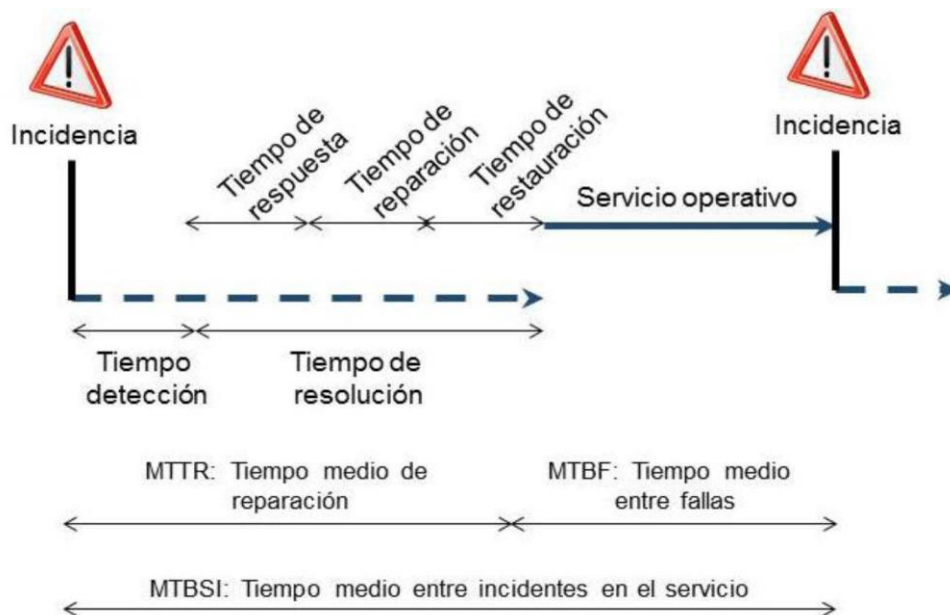 Incidencia
Tiempo de
respuesta
Tiempo de
reparación
Tiempo de
restauración
Incidencia
Servicio operativo
Tiempo
detección
Tiempo de
resolución
MTTR: Tiempo medio de
reparación
MTBF: Tiempo medio
entre fallas
MTBSI: Tiempo medio entre incidentes en el servicio